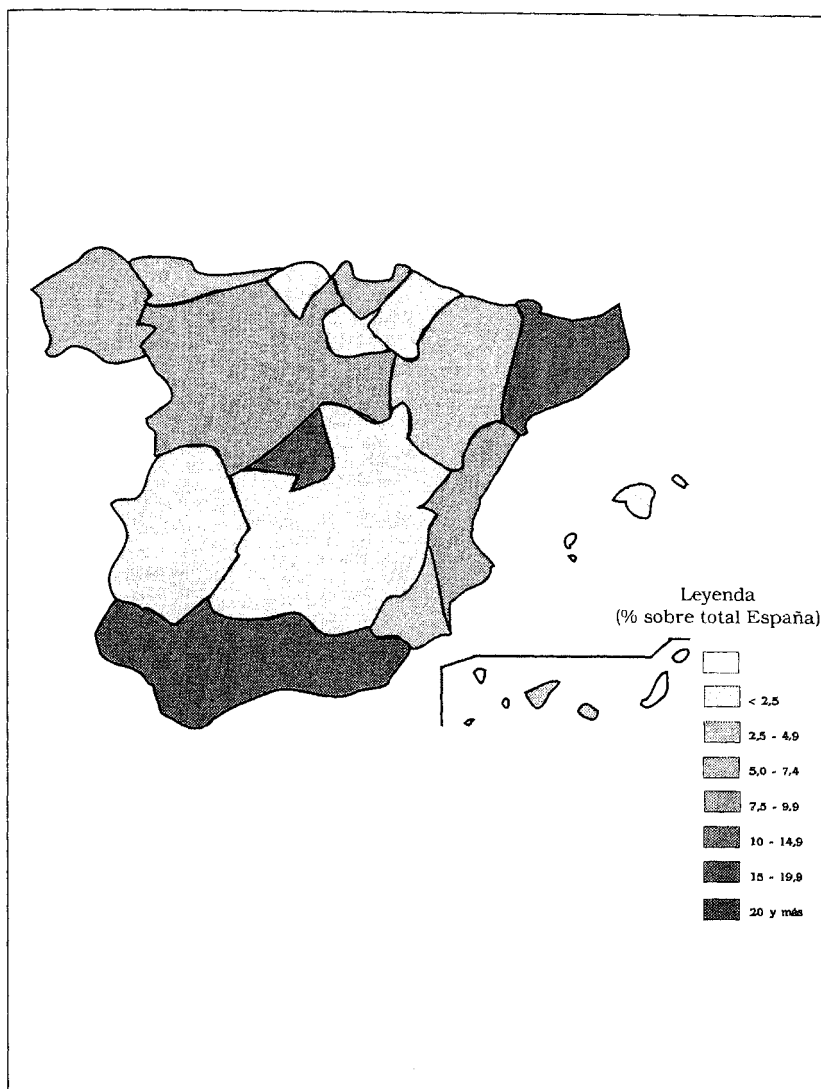 Leyenda
(% sobre total España)
< 2,5
2,5 - 4,9
5,0 - 7,4
7,5 - 9,9
10 - 14,9
15 - 19,9
20 y más